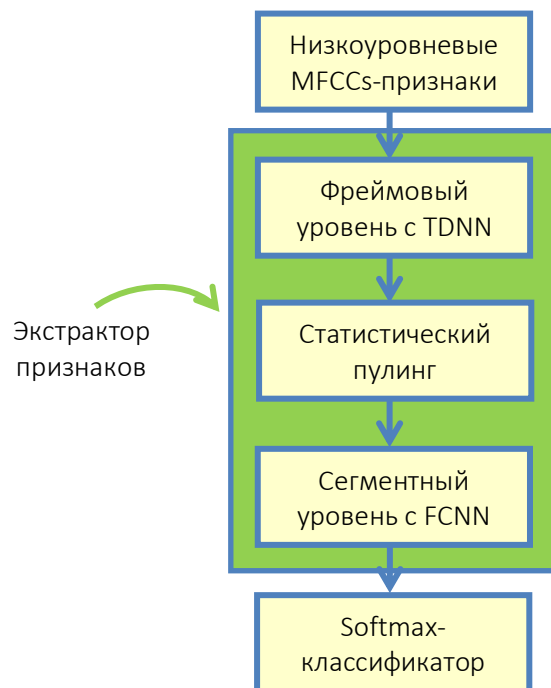 Низкоуровневые
MFCCs-признаки
Фреймовый
уровень с TDNN
Экстрактор
признаков
Статистический
пулинг
Сегментный
уровень с FCNN
Softmax-
классификатор